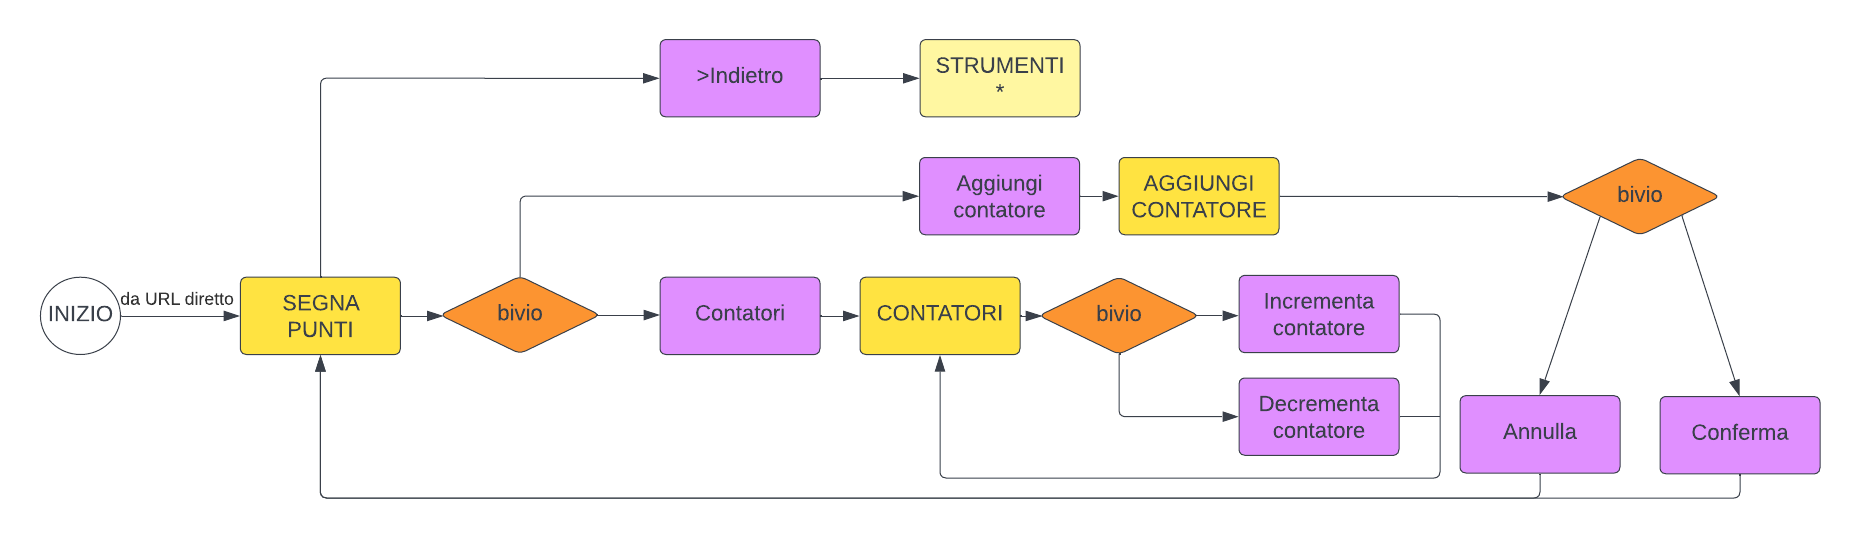 >Indietro
STRUMENTI
*
Aggiungi
contatore
AGGIUNGI
CONTATORE
bivio
INIZIO
da URL diretto
SEGNA
PUNTI
bivio
Contatori
CONTATORI
bivio
Incrementa
contatore
Decrementa
contatore
Annulla
Conferma